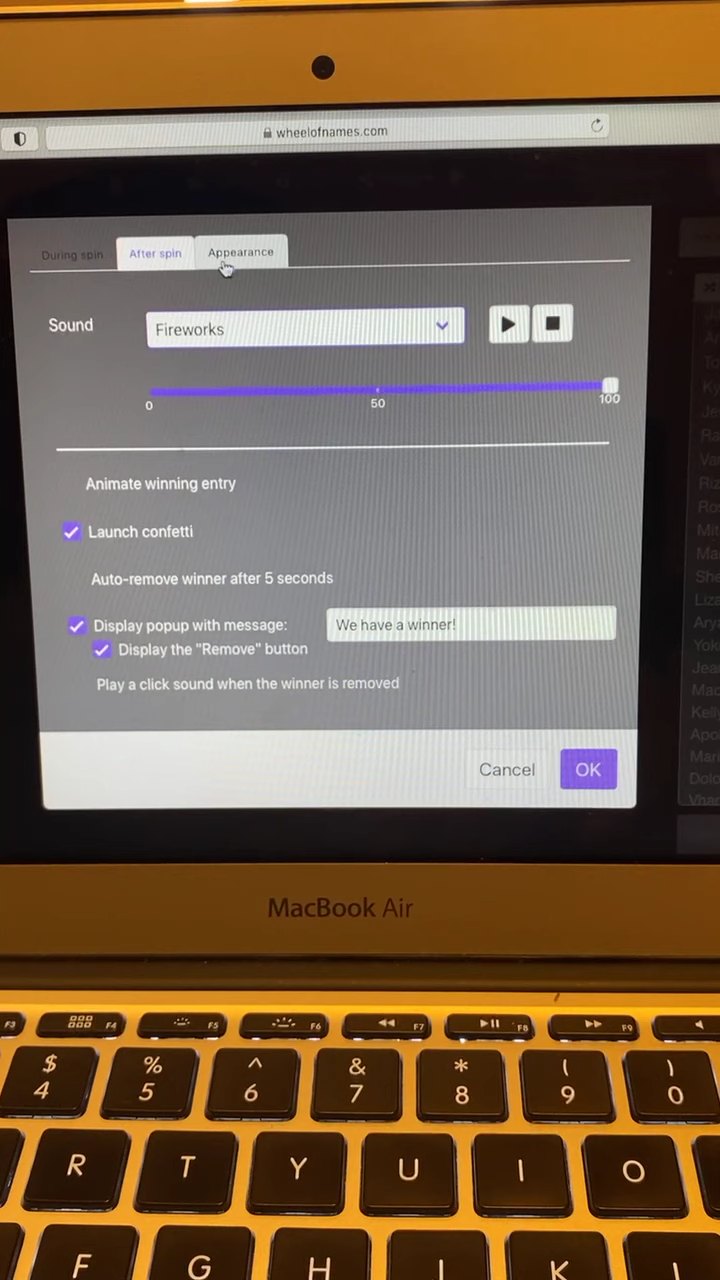 wheelofnames.com
During spin After spin Appearance
Sound Fireworks
0 50 100
Animate winning entry
Launch confetti
Auto-remove winner after 5 seconds
Display popup with message: We have a winner!
Display the "Remove" button
Play a click sound when the winner is removed
Cancel OK
MacBook Air
F3 F4 F5 F6 F7 F8 F9
$ % ^ & * ( )
4 5 6 7 8 9 0
R T Y U I O
F G H J K L